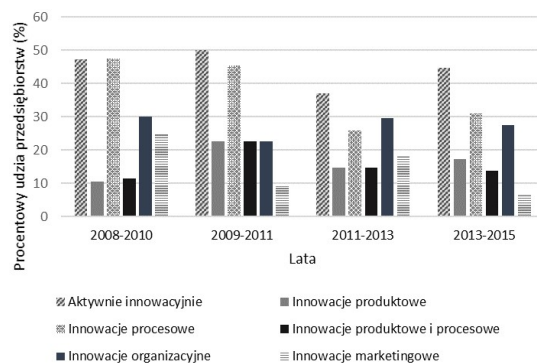 Procentowy udzia przedsiębiorstw (%)
60
50
40
30
20
10
0
2008-2010 2009-2011 2011-2013 2013-2015
Lata
Aktywnie innowacyjnie Innowacje produktowe
Innowacje procesowe Innowacje produktowe i procesowe
Innowacje organizacyjne Innowacje marketingowe